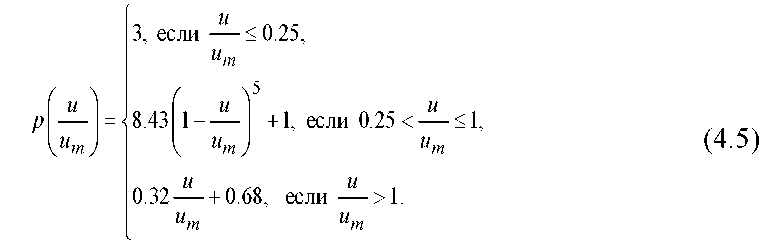 3, если u/u_m ≤ 0.25,
p(u/u_m) = { 8.43(1 − u/u_m)^5 + 1, если 0.25 < u/u_m ≤ 1,
(4.5)
0.32 u/u_m + 0.68, если u/u_m > 1.